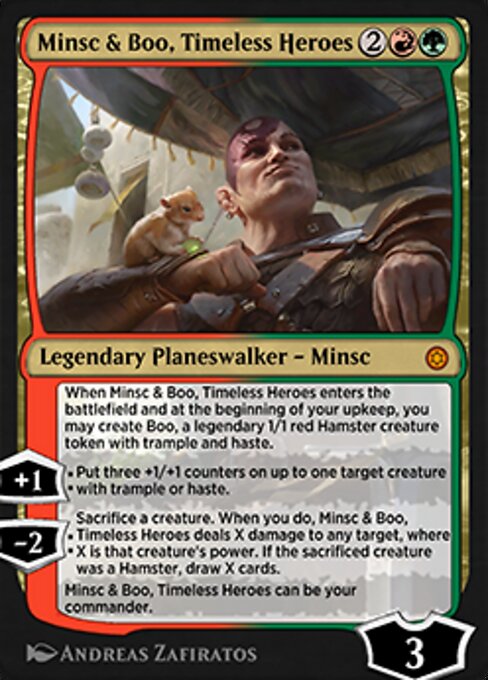 Minsc & Boo, Timeless Heroes 2
Legendary Planeswalker – Minsc
When Minsc & Boo, Timeless Heroes enters the
battlefield and at the beginning of your upkeep, you
may create Boo, a legendary 1/1 red Hamster creature
token with trample and haste.
+1 : Put three +1/+1 counters on up to one target creature
with trample or haste.
Sacrifice a creature. When you do, Minsc & Boo,
-2 : Timeless Heroes deals X damage to any target, where
X is that creature's power. If the sacrificed creature
was a Hamster, draw X cards.
Minsc & Boo, Timeless Heroes can be your
commander.
3
Andreas Zafiratos